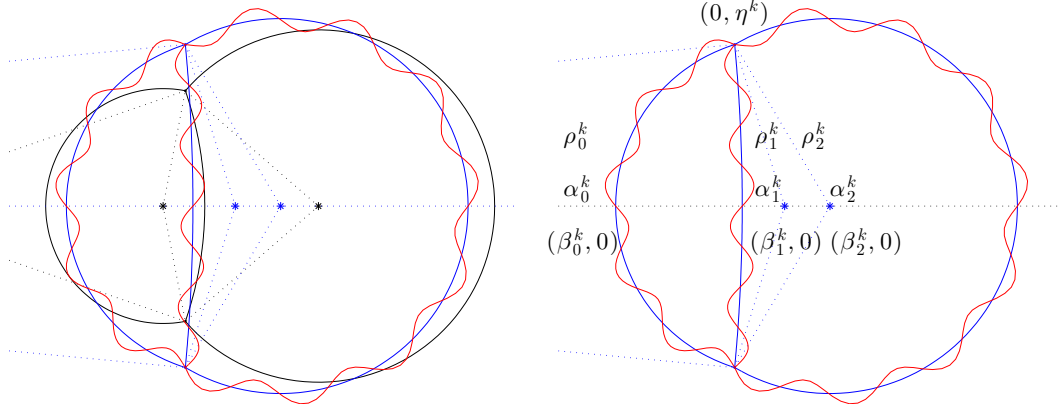 (0, η^k)
ρ_0^k ρ_1^k ρ_2^k
α_0^k α_1^k α_2^k
(β_0^k, 0) (β_1^k, 0) (β_2^k, 0)